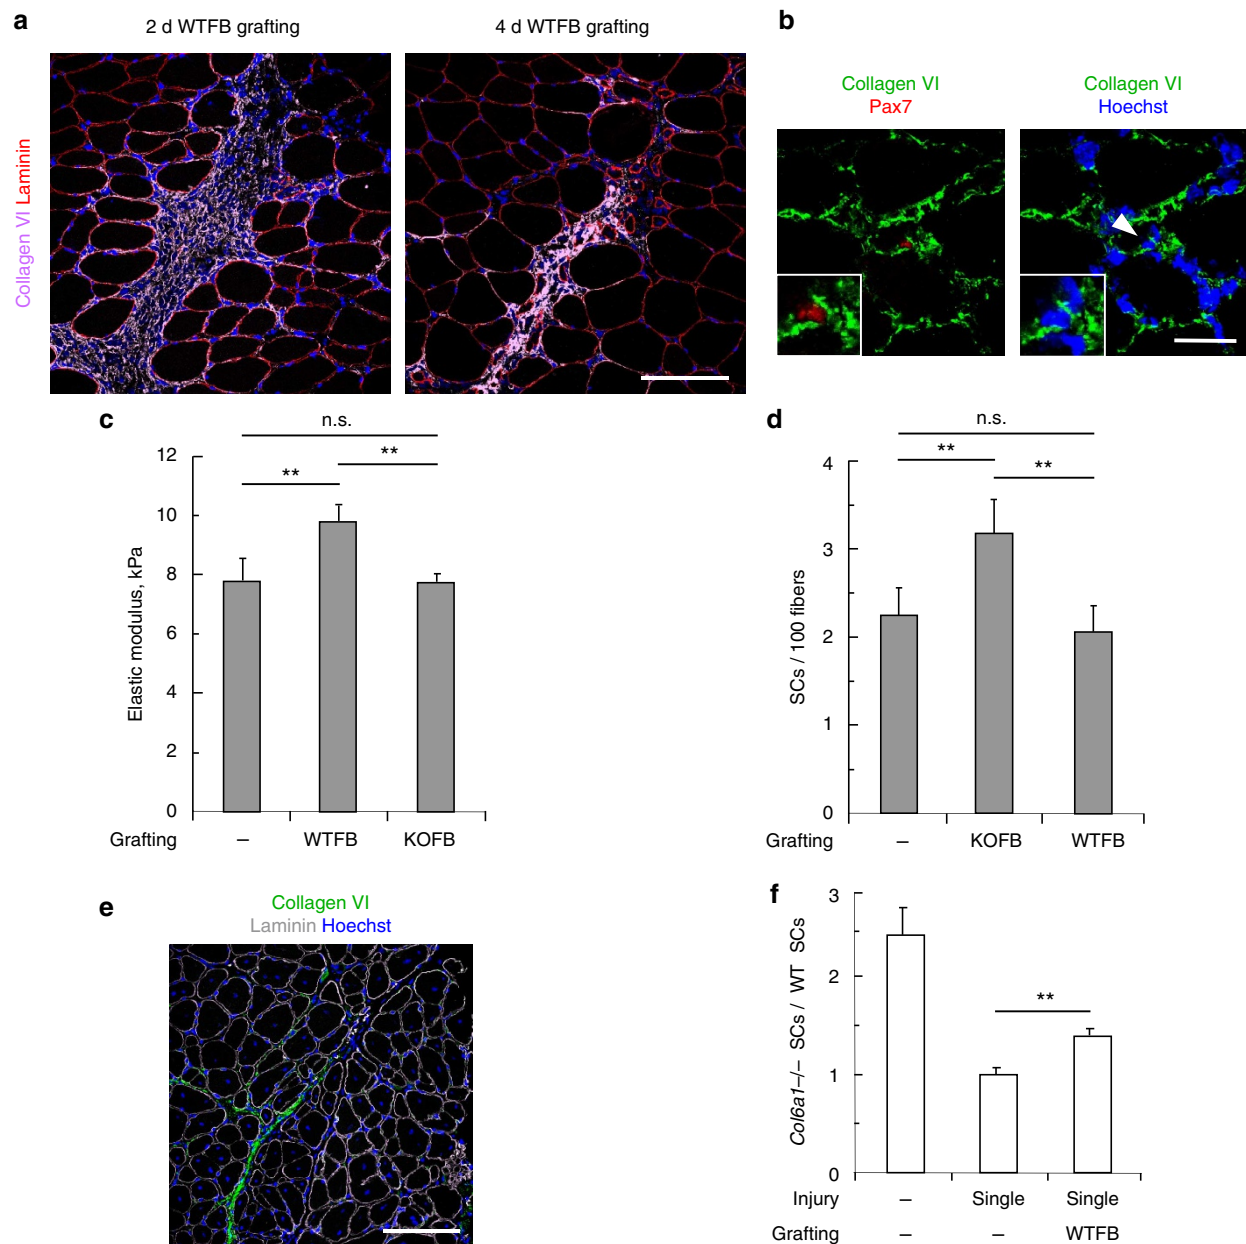 a
2 d WTFB grafting
4 d WTFB grafting
Collagen VI Laminin
b
Collagen VI
Pax7
Collagen VI
Hoechst
c
n.s.
**
**
12
10
8
6
4
2
0
Elastic modulus, kPa
Grafting
–
WTFB
KOFB
d
n.s.
**
**
4
3
2
1
0
SCs / 100 fibers
Grafting
–
KOFB
WTFB
e
Collagen VI
Laminin Hoechst
f
3
2
1
0
Col6a1–/– SCs / WT SCs
**
Injury
–
Single
Single
Grafting
–
WTFB